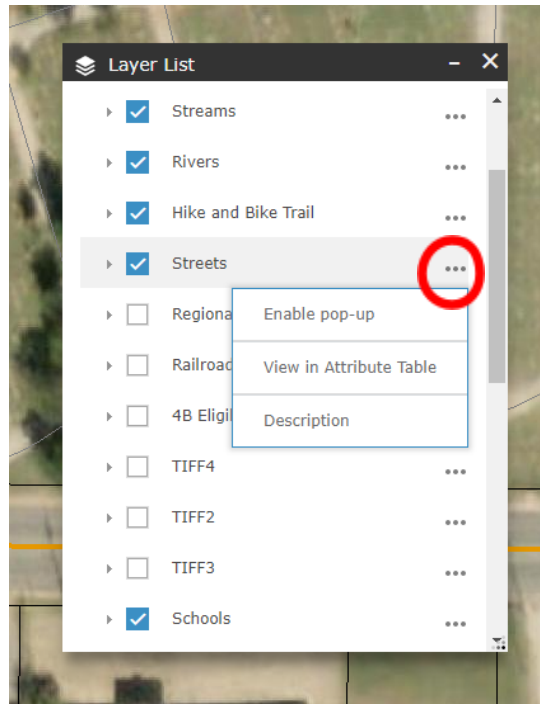 Layer List
Streams
Rivers
Hike and Bike Trail
Streets
Regiona
Enable pop-up
Railroad
View in Attribute Table
4B Eligi
Description
TIFF4
TIFF2
TIFF3
Schools